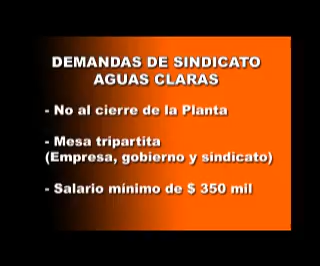 DEMANDAS DE SINDICATO
AGUAS CLARAS
- No al cierre de la Planta
- Mesa tripartita
(Empresa, gobierno y sindicato)
- Salario mínimo de $ 350 mil